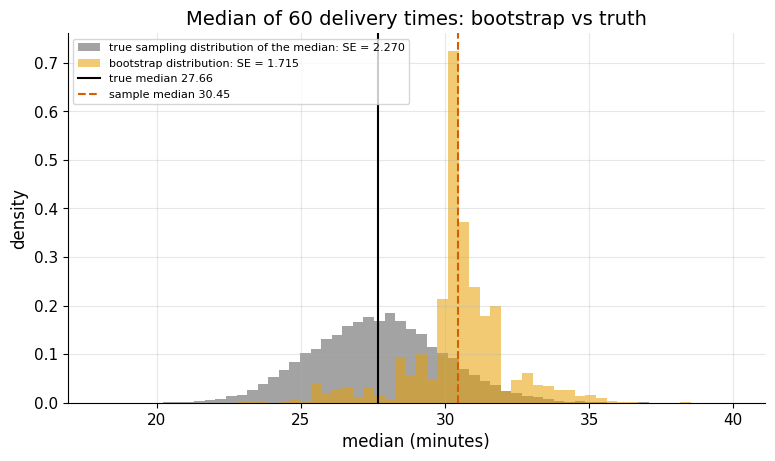 Median of 60 delivery times: bootstrap vs truth
true sampling distribution of the median: SE = 2.270
bootstrap distribution: SE = 1.715
true median 27.66
sample median 30.45
density
0.7
0.6
0.5
0.4
0.3
0.2
0.1
0.0
20 25 30 35 40
median (minutes)